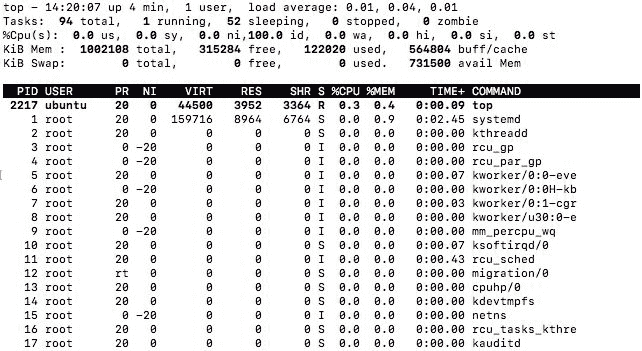 top - 14:20:07 up 4 min,  1 user,  load average: 0.01, 0.04, 0.01
Tasks:  94 total,   1 running,  52 sleeping,   0 stopped,   0 zombie
%Cpu(s):  0.0 us,  0.0 sy,  0.0 ni,100.0 id,  0.0 wa,  0.0 hi,  0.0 si,  0.0 st
KiB Mem :  1002108 total,   315284 free,   122020 used,   564804 buff/cache
KiB Swap:        0 total,        0 free,        0 used.   731500 avail Mem
PID USER      PR  NI    VIRT    RES    SHR S %CPU %MEM     TIME+ COMMAND
2217 ubuntu    20   0   44500   3952   3364 R  0.3  0.4   0:00.09 top
1 root      20   0  159716   8964   6764 S  0.0  0.9   0:02.45 systemd
2 root      20   0       0      0      0 S  0.0  0.0   0:00.00 kthreadd
3 root       0 -20       0      0      0 I  0.0  0.0   0:00.00 rcu_gp
4 root       0 -20       0      0      0 I  0.0  0.0   0:00.00 rcu_par_gp
5 root      20   0       0      0      0 I  0.0  0.0   0:00.07 kworker/0:0-eve
6 root       0 -20       0      0      0 I  0.0  0.0   0:00.00 kworker/0:0H-kb
7 root      20   0       0      0      0 I  0.0  0.0   0:00.03 kworker/0:1-cgr
8 root      20   0       0      0      0 I  0.0  0.0   0:00.00 kworker/u30:0-e
9 root       0 -20       0      0      0 I  0.0  0.0   0:00.00 mm_percpu_wq
10 root      20   0       0      0      0 S  0.0  0.0   0:00.07 ksoftirqd/0
11 root      20   0       0      0      0 I  0.0  0.0   0:00.43 rcu_sched
12 root      rt   0       0      0      0 S  0.0  0.0   0:00.00 migration/0
13 root      20   0       0      0      0 S  0.0  0.0   0:00.00 cpuhp/0
14 root      20   0       0      0      0 S  0.0  0.0   0:00.00 kdevtmpfs
15 root       0 -20       0      0      0 I  0.0  0.0   0:00.00 netns
16 root      20   0       0      0      0 S  0.0  0.0   0:00.00 rcu_tasks_kthre
17 root      20   0       0      0      0 S  0.0  0.0   0:00.00 kauditd